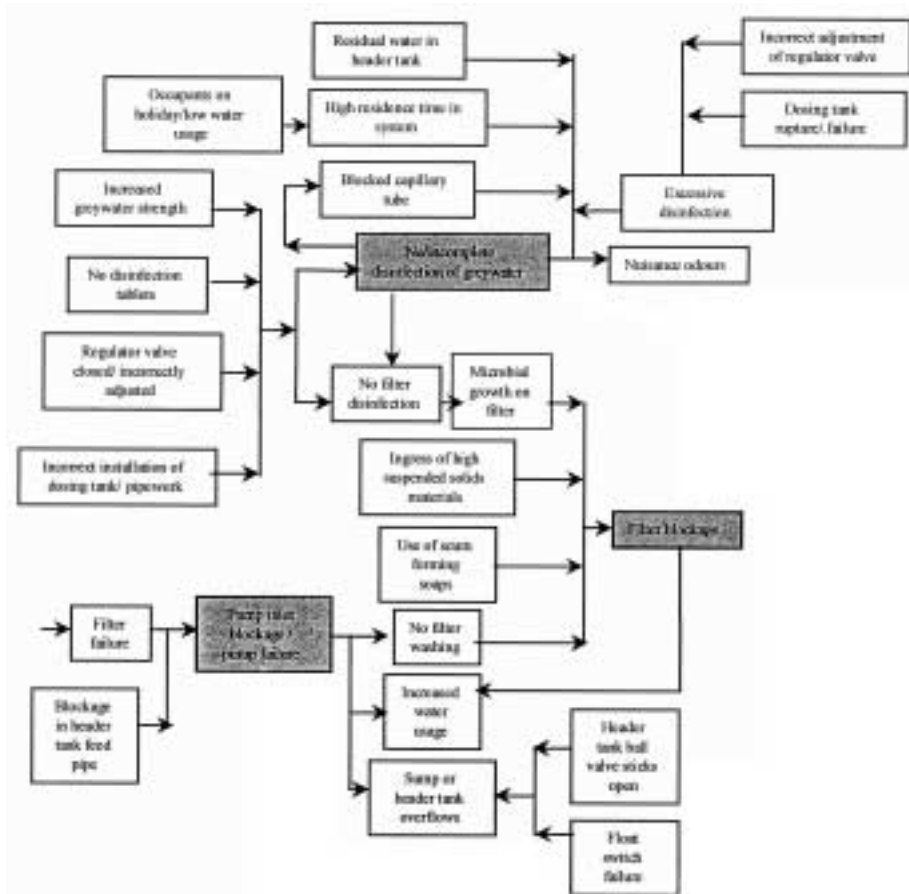 Residual water in
header tank
Incorrect adjustment
of regulator valve
Occupants on
holiday/low water
usage
High residence time in
system
Dosing tank
rupture/ failure
Increased
greywater strength
Blocked capillary
tube
Excessive
disinfection
No/incomplete
disinfection of greywater
Nuisance odours
No disinfection
tablets
Regulator valve
closed/ incorrectly
adjusted
No filter
disinfection
Microbial
growth on
filter
Incorrect installation of
dosing tank/ pipework
Ingress of high
suspended solids
materials
Filter blockage
Use of scum
forming
soaps
Filter
failure
Pump inlet
blockage /
pump failure
No filter
washing
Increased
water
usage
Blockage
in header
tank feed
pipe
Header
tank ball
valve sticks
open
Sump or
header tank
overflows
Float
switch
failure